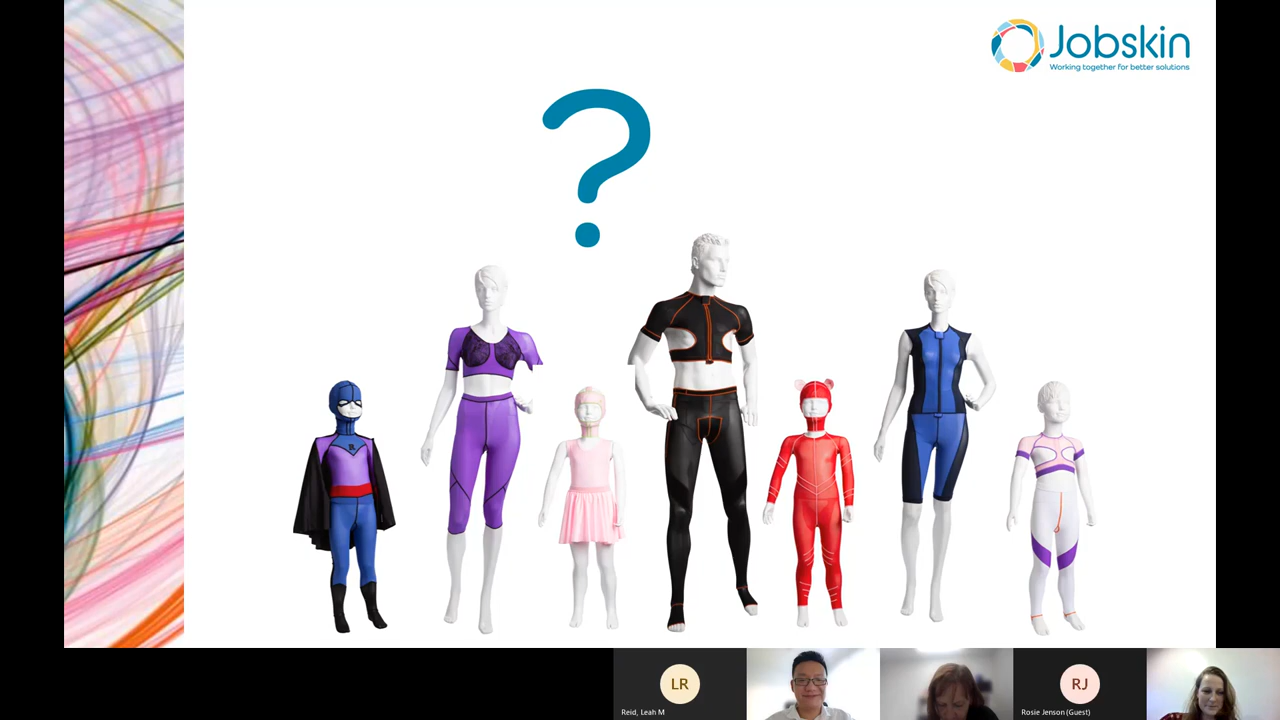 Jobskin
Working together for better solutions
?
LR
Reid, Leah M
RJ
Rosie Jenson (Guest)